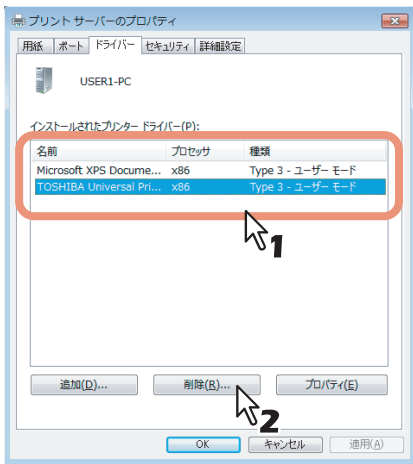 プリント サーバーのプロパティ
用紙 ポート ドライバー セキュリティ 詳細設定
USER1-PC
インストールされたプリンター ドライバー(P):
名前 プロセッサ 種類
Microsoft XPS Docume... x86 Type 3 - ユーザー モード
TOSHIBA Universal Pri... x86 Type 3 - ユーザー モード
1
追加(D)... 削除(R)... プロパティ(E)
2
OK キャンセル 適用(A)